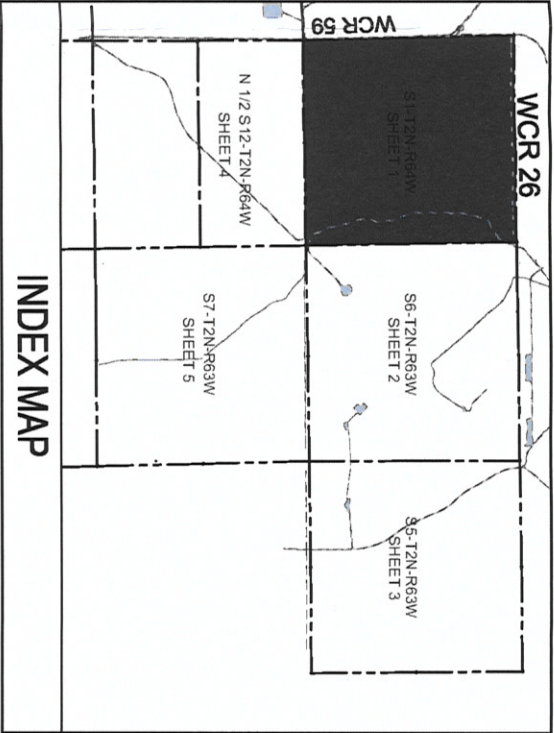 WCR 26
WCR 59
S1-T2N-R64W
SHEET 1
S6-T2N-R63W
SHEET 2
S5-T2N-R63W
SHEET 3
N 1/2 S12-T2N-R64W
SHEET 4
S7-T2N-R63W
SHEET 5
INDEX MAP